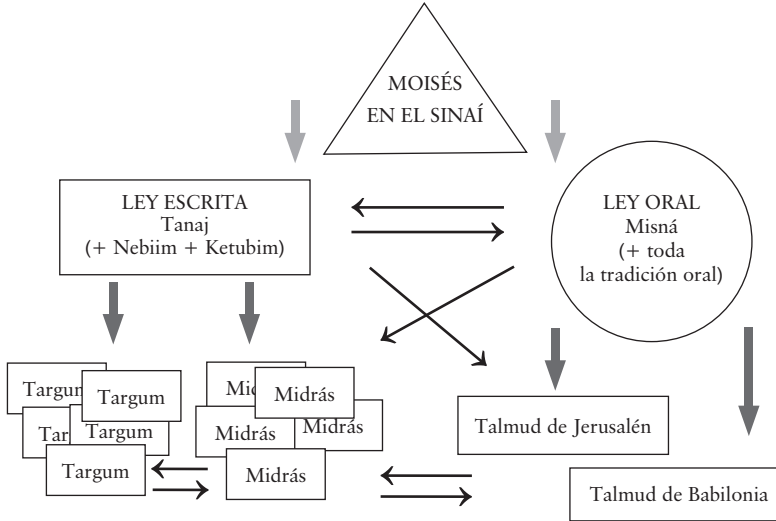 MOISÉS
EN EL SINAÍ
LEY ESCRITA
Tanaj
(+ Nebiim + Ketubim)
LEY ORAL
Misná
(+ toda
la tradición oral)
Targum
Targum
Targum
Targum
Midrás
Midrás
Midrás
Midrás
Talmud de Jerusalén
Talmud de Babilonia